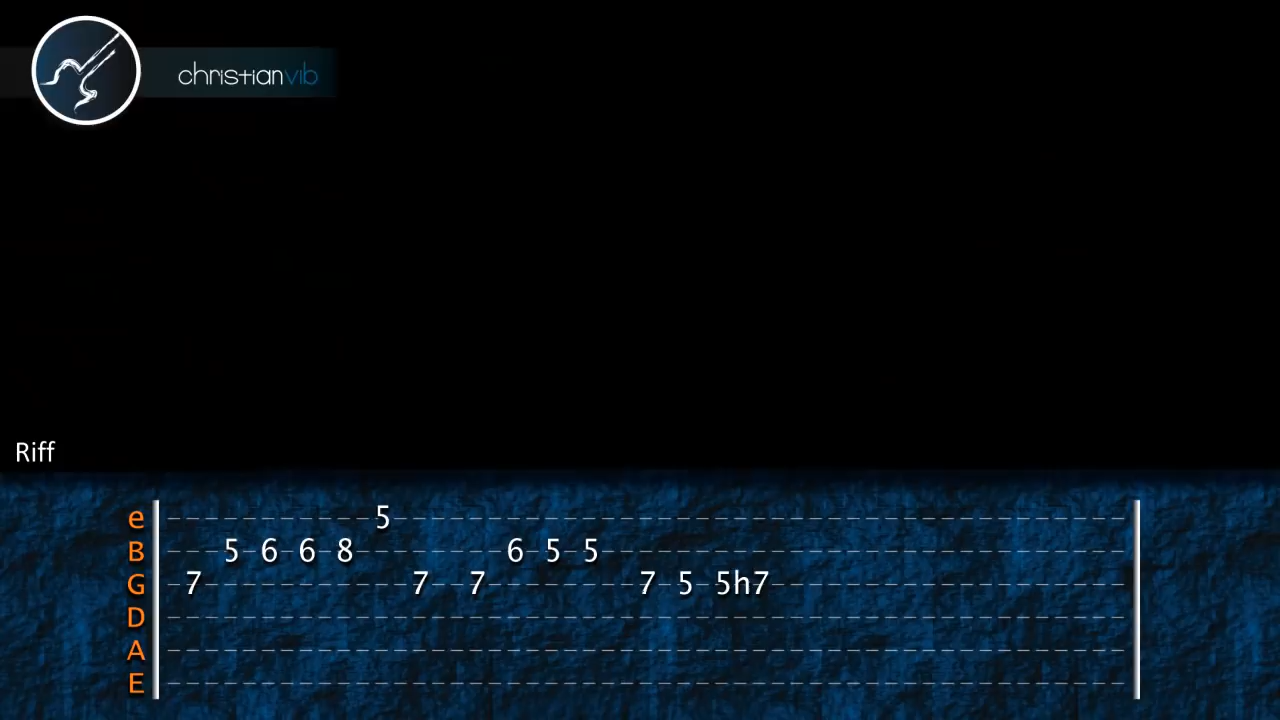 christianvib
Riff
e 5
B 5 6 6 8 6 5 5
G 7 7 7 7 5 5h7
D
A
E